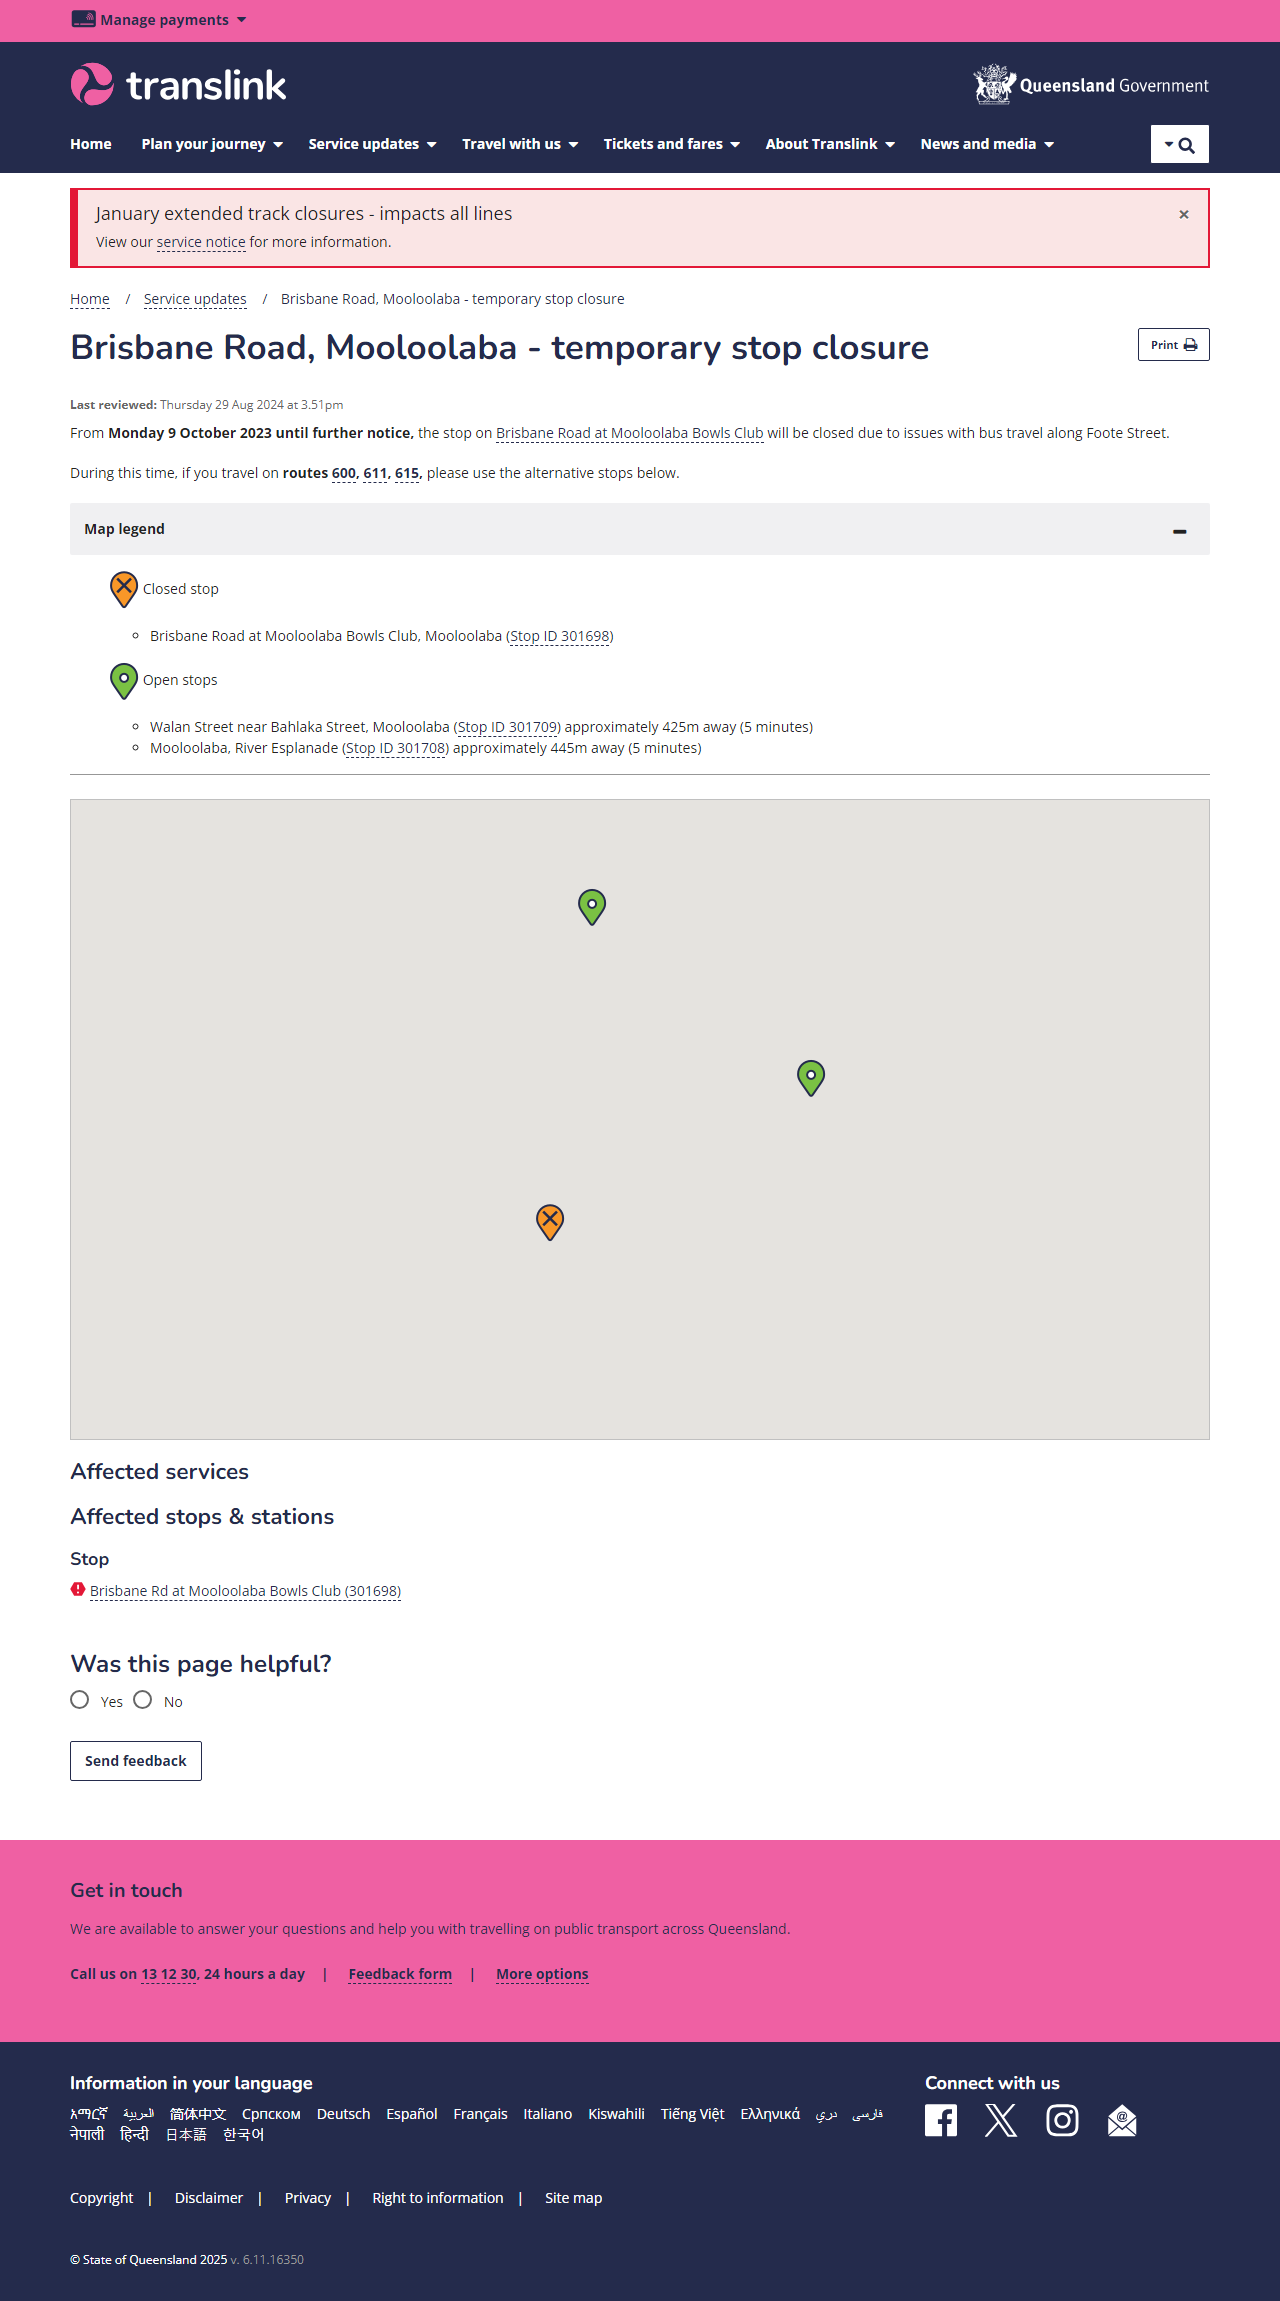 Manage payments
translink
Queensland Government
Home Plan your journey Service updates Travel with us Tickets and fares About Translink News and media
January extended track closures - impacts all lines
×
View our service notice for more information.
Home / Service updates / Brisbane Road, Mooloolaba - temporary stop closure
Brisbane Road, Mooloolaba - temporary stop closure
Print
Last reviewed: Thursday 29 Aug 2024 at 3.51pm
From Monday 9 October 2023 until further notice, the stop on Brisbane Road at Mooloolaba Bowls Club will be closed due to issues with bus travel along Foote Street.
During this time, if you travel on routes 600, 611, 615, please use the alternative stops below.
Map legend
Closed stop
Brisbane Road at Mooloolaba Bowls Club, Mooloolaba (Stop ID 301698)
Open stops
Walan Street near Bahlaka Street, Mooloolaba (Stop ID 301709) approximately 425m away (5 minutes)
Mooloolaba, River Esplanade (Stop ID 301708) approximately 445m away (5 minutes)
Affected services
Affected stops & stations
Stop
Brisbane Rd at Mooloolaba Bowls Club (301698)
Was this page helpful?
Yes No
Send feedback
Get in touch
We are available to answer your questions and help you with travelling on public transport across Queensland.
Call us on 13 12 30, 24 hours a day | Feedback form | More options
Information in your language
Connect with us
አማርኛ العربية 简体中文 Српском Deutsch Español Français Italiano Kiswahili Tiếng Việt Ελληνικά دری فارسی
नेपाली हिन्दी 日本語 한국어
Copyright | Disclaimer | Privacy | Right to information | Site map
© State of Queensland 2025 v. 6.11.16350